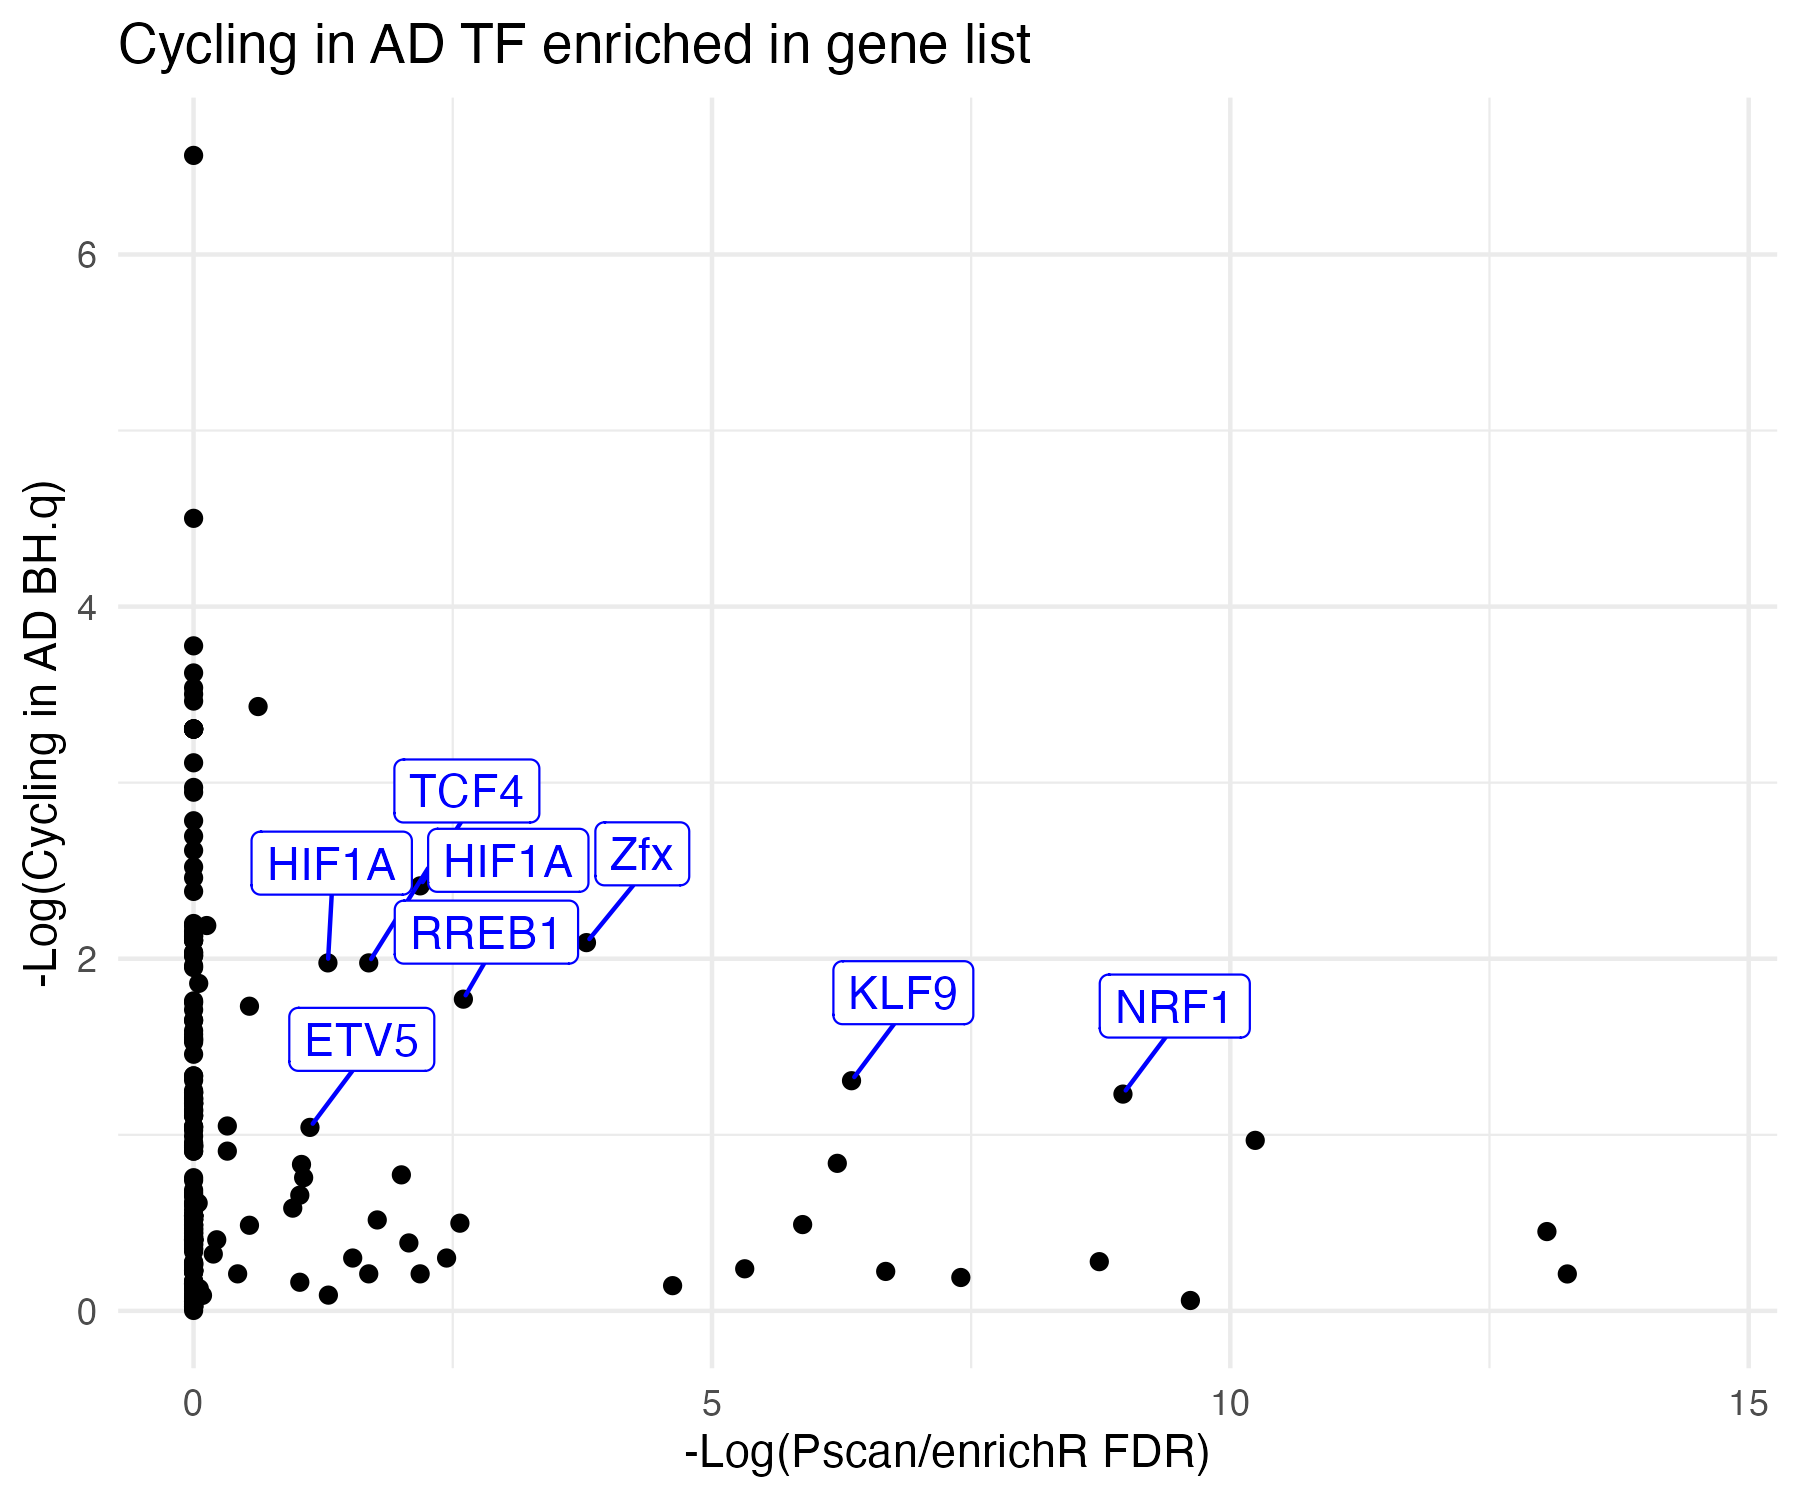 Cycling in AD TF enriched in gene list
-Log(Cycling in AD BH.q)
6
4
2
0
TCF4
HIF1A
HIF1A
Zfx
RREB1
KLF9
NRF1
ETV5
0
5
10
15
-Log(Pscan/enrichR FDR)